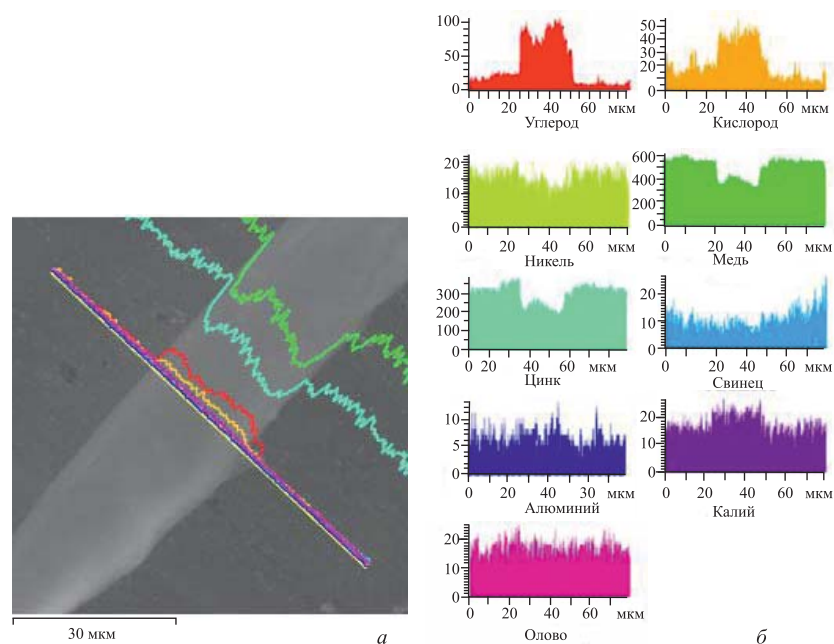 100
50
0
0 20 40 60 мкм
Углерод
50
40
30
20
0
0 20 40 60 мкм
Кислород
20
10
0
0 20 40 60 мкм
Никель
600
400
200
0
0 20 40 60 мкм
Медь
300
200
100
0
0 20 40 60 мкм
Цинк
20
10
0
0 20 40 60 мкм
Свинец
10
5
0
0 20 40 30 мкм
Алюминий
20
10
0
0 20 40 60 мкм
Калий
20
10
0
0 20 40 60 мкм
Олово
30 мкм
а
б